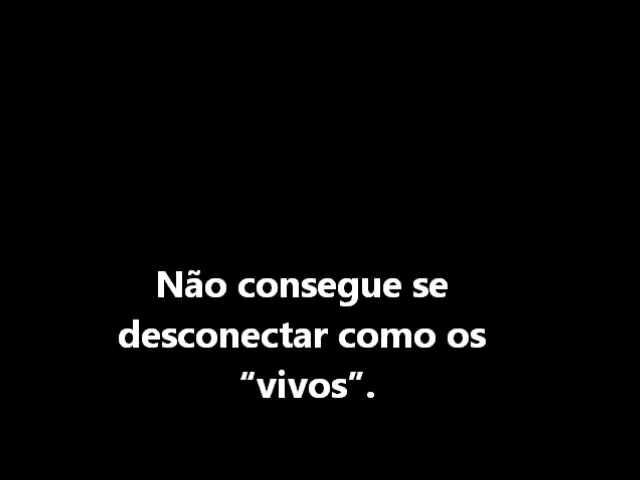 Não consegue se
desconectar como os
“vivos”.